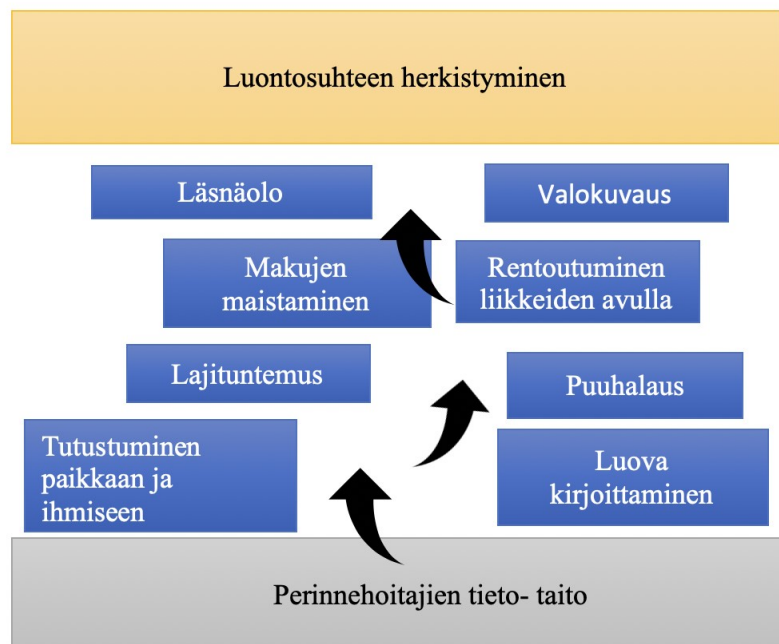 Luontosuhteen herkistyminen
Läsnäolo
Valokuvaus
Makujen
maistaminen
Rentoutuminen
liikkeiden avulla
Lajituntemus
Puuhalaus
Tutustuminen
paikkaan ja
ihmiseen
Luova
kirjoittaminen
Perinnehoitajien tieto- taito